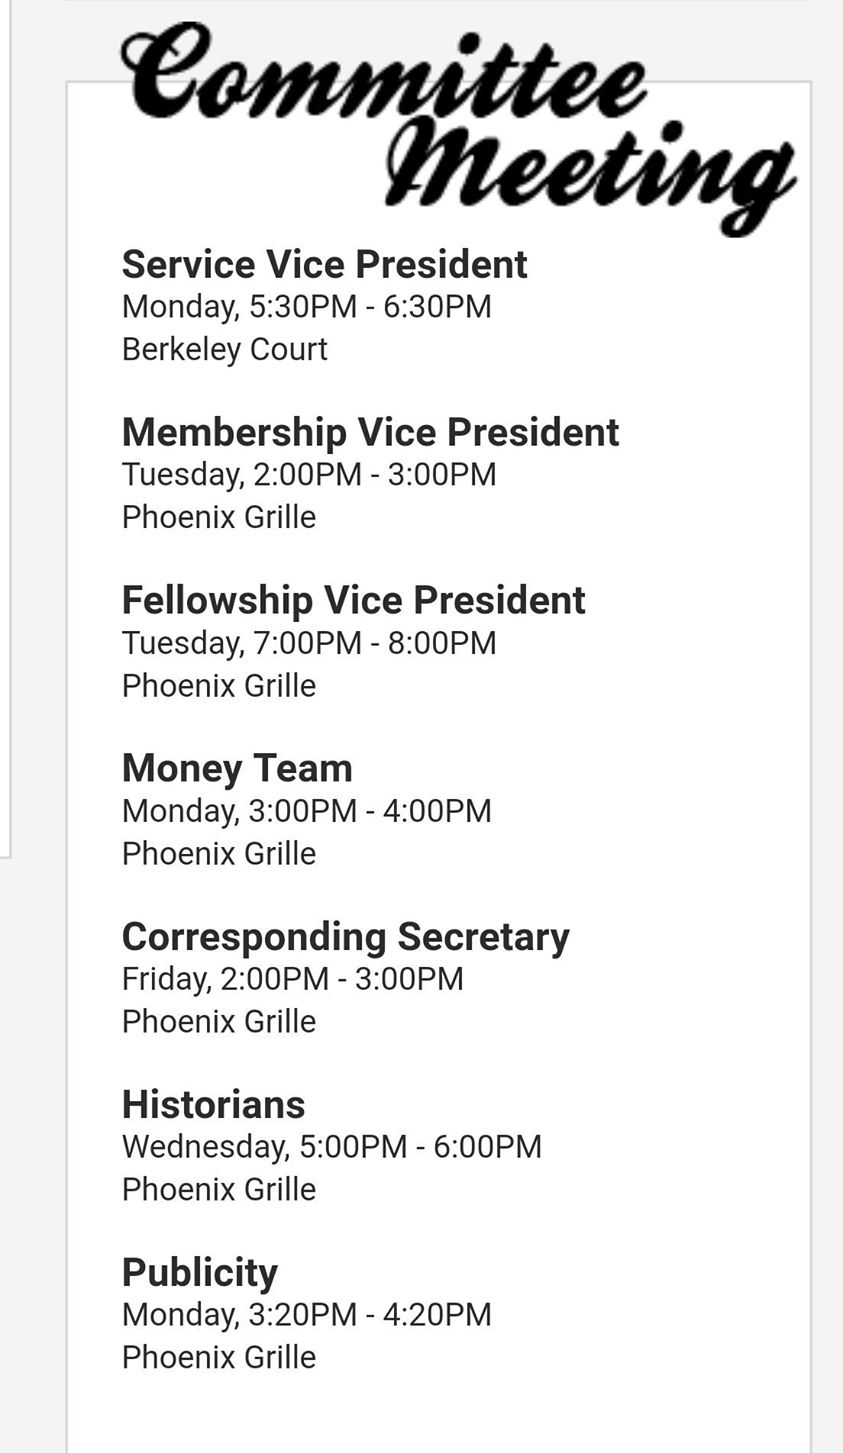 Committee
Meeting
Service Vice President
Monday, 5:30PM - 6:30PM
Berkeley Court
Membership Vice President
Tuesday, 2:00PM - 3:00PM
Phoenix Grille
Fellowship Vice President
Tuesday, 7:00PM - 8:00PM
Phoenix Grille
Money Team
Monday, 3:00PM - 4:00PM
Phoenix Grille
Corresponding Secretary
Friday, 2:00PM - 3:00PM
Phoenix Grille
Historians
Wednesday, 5:00PM - 6:00PM
Phoenix Grille
Publicity
Monday, 3:20PM - 4:20PM
Phoenix Grille